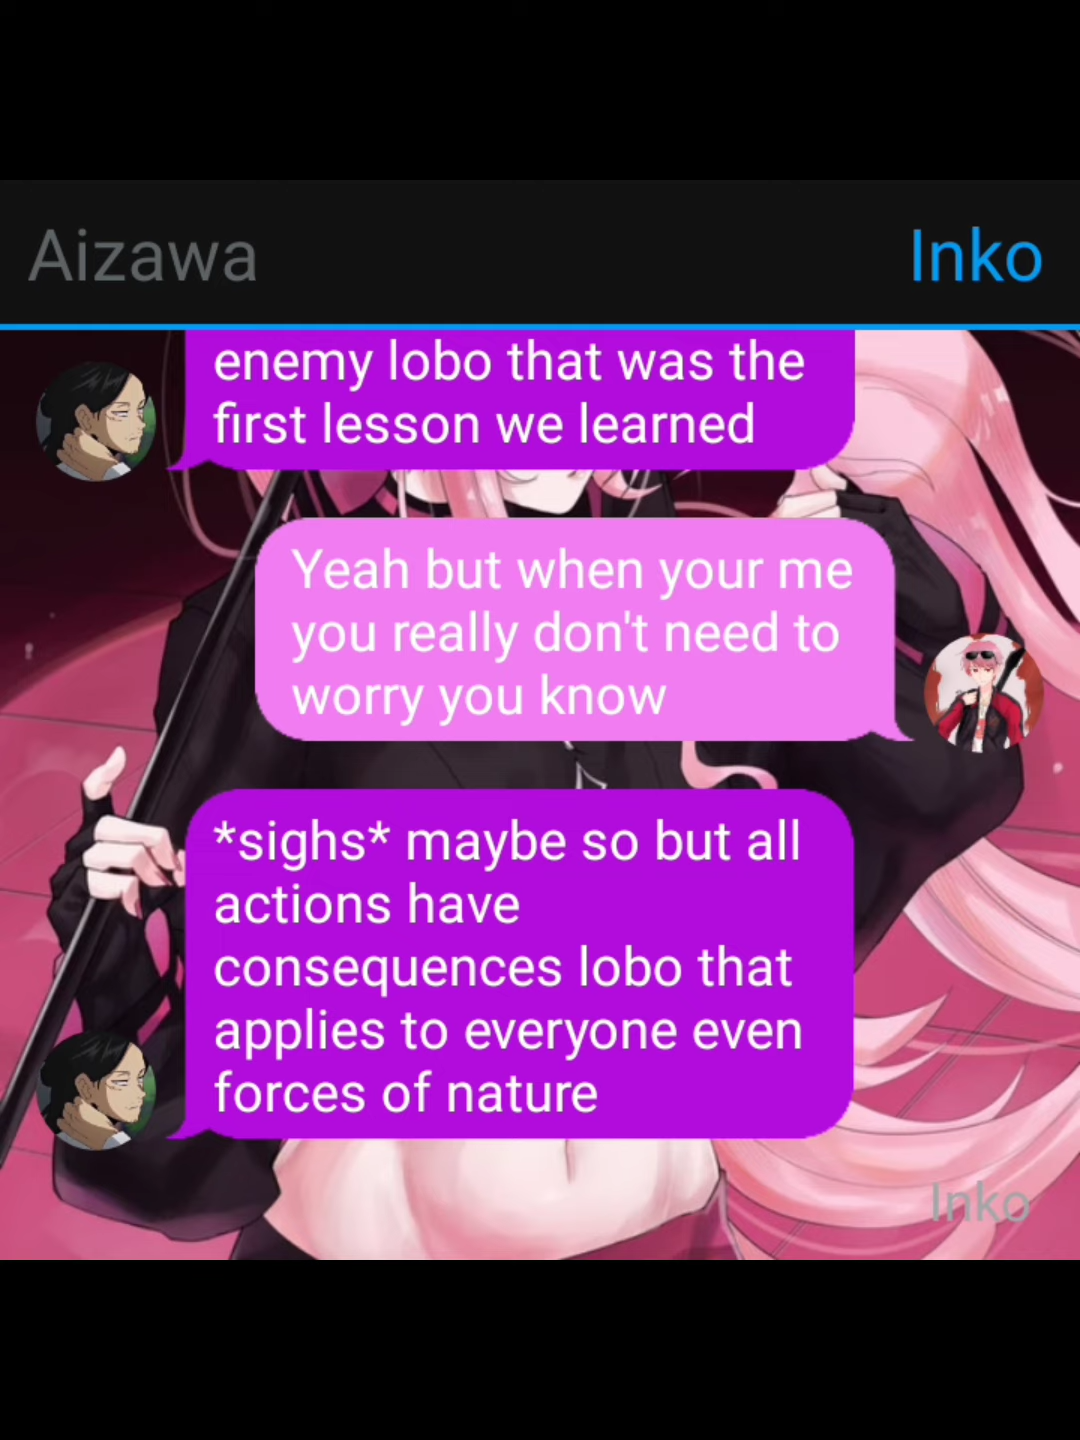 Aizawa
Inko
enemy lobo that was the
first lesson we learned
Yeah but when your me
you really don't need to
worry you know
*sighs* maybe so but all
actions have
consequences lobo that
applies to everyone even
forces of nature
Inko